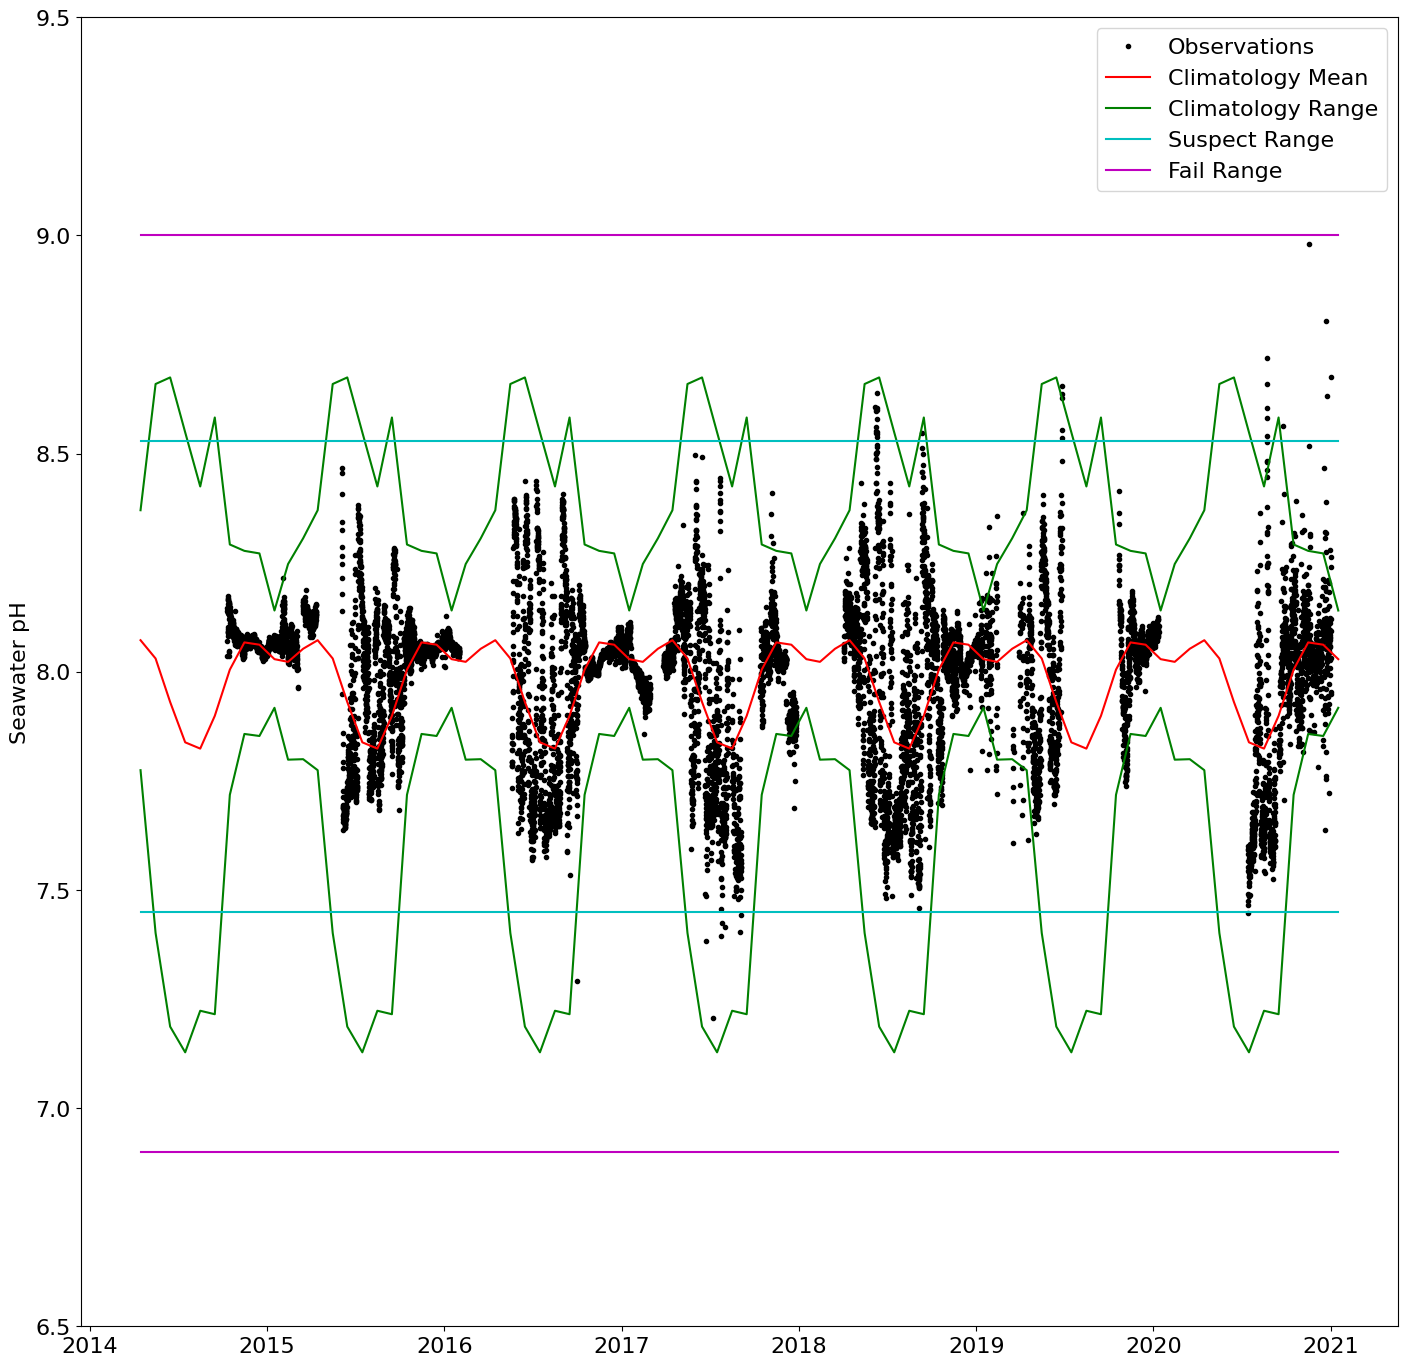 9.5
Observations
Climatology Mean
Climatology Range
Suspect Range
Fail Range
9.0
8.5
8.0
Seawater pH
7.5
7.0
6.5
2014 2015 2016 2017 2018 2019 2020 2021